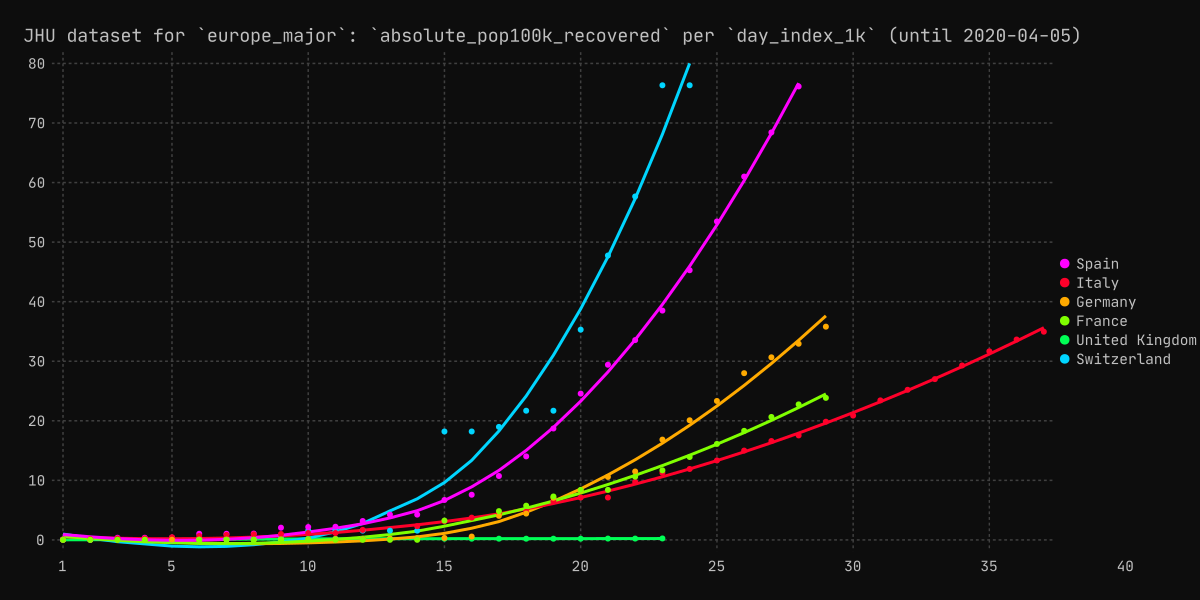 JHU dataset for `europe_major`: `absolute_pop100k_recovered` per `day_index_1k` (until 2020-04-05)
80
70
60
50
40
30
20
10
0
1 5 10 15 20 25 30 35 40
Spain
Italy
Germany
France
United Kingdom
Switzerland